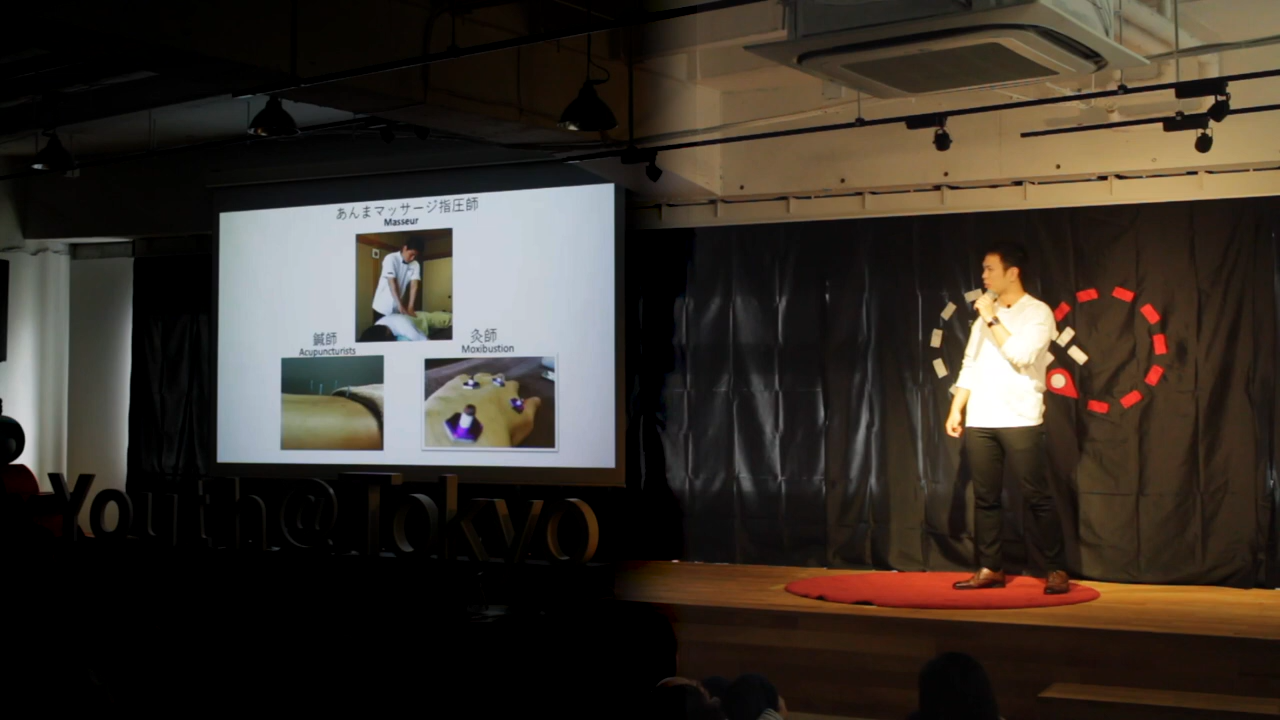 あんまマッサージ指圧師
Masseur
鍼師
Acupuncturists
灸師
Moxibustion
Youth@Tokyo